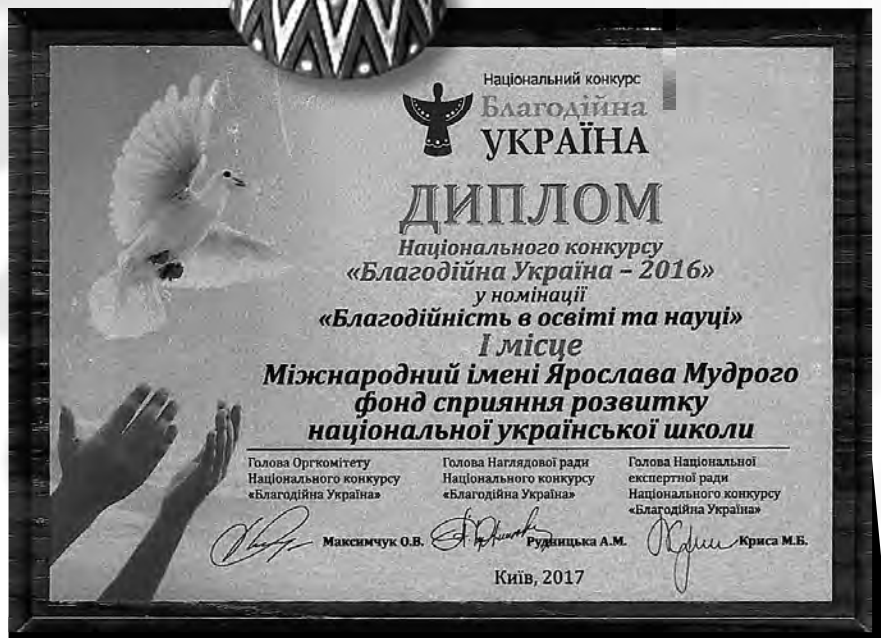 Національний конкурс
Благодійна
УКРАЇНА
ДИПЛОМ
Національного конкурсу
«Благодійна Україна – 2016»
у номінації
«Благодійність в освіті та науці»
І місце
Міжнародний імені Ярослава Мудрого
фонд сприяння розвитку
національної української школи
Голова Оргкомітету
Національного конкурсу
«Благодійна Україна»
Максимчук О.В.
Голова Наглядової ради
Національного конкурсу
«Благодійна Україна»
Рудницька А.М.
Голова Національної
експертної ради
Національного конкурсу
«Благодійна Україна»
Криса М.Б.
Київ, 2017